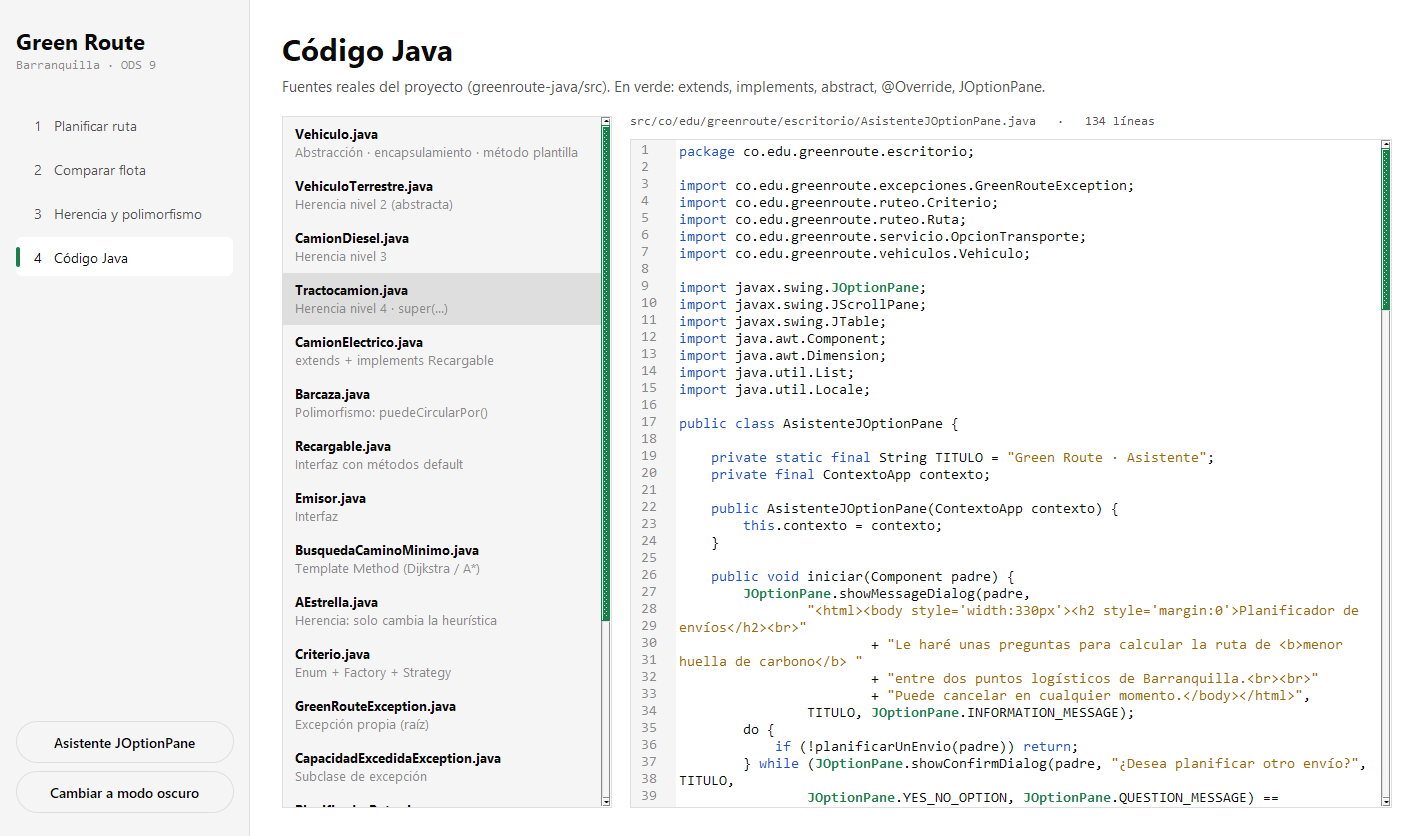 Green Route
Barranquilla · ODS 9
1 Planificar ruta
2 Comparar flota
3 Herencia y polimorfismo
4 Código Java
Asistente JOptionPane
Cambiar a modo oscuro
Código Java
Fuentes reales del proyecto (greenroute-java/src). En verde: extends, implements, abstract, @Override, JOptionPane.
Vehiculo.java
Abstracción · encapsulamiento · método plantilla
VehiculoTerrestre.java
Herencia nivel 2 (abstracta)
CamionDiesel.java
Herencia nivel 3
Tractocamion.java
Herencia nivel 4 · super(...)
CamionElectrico.java
extends + implements Recargable
Barcaza.java
Polimorfismo: puedeCircularPor()
Recargable.java
Interfaz con métodos default
Emisor.java
Interfaz
BusquedaCaminoMinimo.java
Template Method (Dijkstra / A*)
AEstrella.java
Herencia: solo cambia la heurística
Criterio.java
Enum + Factory + Strategy
GreenRouteException.java
Excepción propia (raíz)
CapacidadExcedidaException.java
Subclase de excepción
src/co/edu/greenroute/escritorio/AsistenteJOptionPane.java · 134 líneas
1 package co.edu.greenroute.escritorio;
2
3 import co.edu.greenroute.excepciones.GreenRouteException;
4 import co.edu.greenroute.ruteo.Criterio;
5 import co.edu.greenroute.ruteo.Ruta;
6 import co.edu.greenroute.servicio.OpcionTransporte;
7 import co.edu.greenroute.vehiculos.Vehiculo;
8
9 import javax.swing.JOptionPane;
10 import javax.swing.JScrollPane;
11 import javax.swing.JTable;
12 import java.awt.Component;
13 import java.awt.Dimension;
14 import java.util.List;
15 import java.util.Locale;
16
17 public class AsistenteJOptionPane {
18
19 private static final String TITULO = "Green Route · Asistente";
20 private final ContextoApp contexto;
21
22 public AsistenteJOptionPane(ContextoApp contexto) {
23 this.contexto = contexto;
24 }
25
26 public void iniciar(Component padre) {
27 JOptionPane.showMessageDialog(padre,
28 "<html><body style='width:330px'><h2 style='margin:0'>Planificador de
29 envíos</h2><br>"
30 + "Le haré unas preguntas para calcular la ruta de <b>menor
31 huella de carbono</b> "
32 + "entre dos puntos logísticos de Barranquilla.<br><br>"
33 + "Puede cancelar en cualquier momento.</body></html>",
34 TITULO, JOptionPane.INFORMATION_MESSAGE);
35 do {
36 if (!planificarUnEnvio(padre)) return;
37 } while (JOptionPane.showConfirmDialog(padre, "¿Desea planificar otro envío?",
38 TITULO,
39 JOptionPane.YES_NO_OPTION, JOptionPane.QUESTION_MESSAGE) ==